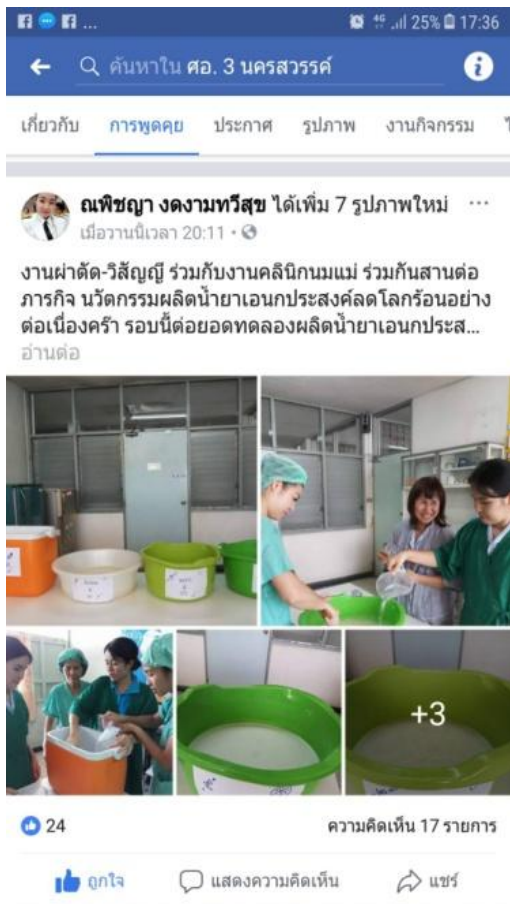 ... 4G 25% 17:36
ค้นหาใน ศอ. 3 นครสวรรค์
เกี่ยวกับ การพูดคุย ประกาศ รูปภาพ งานกิจกรรม
ณพิชญา งดงามทวีสุข ได้เพิ่ม 7 รูปภาพใหม่ ...
เมื่อวานนี้เวลา 20:11 •
งานผ่าตัด-วิสัญญี ร่วมกับงานคลินิกนมแม่ ร่วมกันสานต่อ
ภารกิจ นวัตกรรมผลิตน้ำยาเอนกประสงค์ลดโลกร้อนอย่าง
ต่อเนื่องคร๊า รอบนี้ต่อยอดทดลองผลิตน้ำยาเอนกประส...
อ่านต่อ
+3
24 ความคิดเห็น 17 รายการ
ถูกใจ แสดงความคิดเห็น แชร์